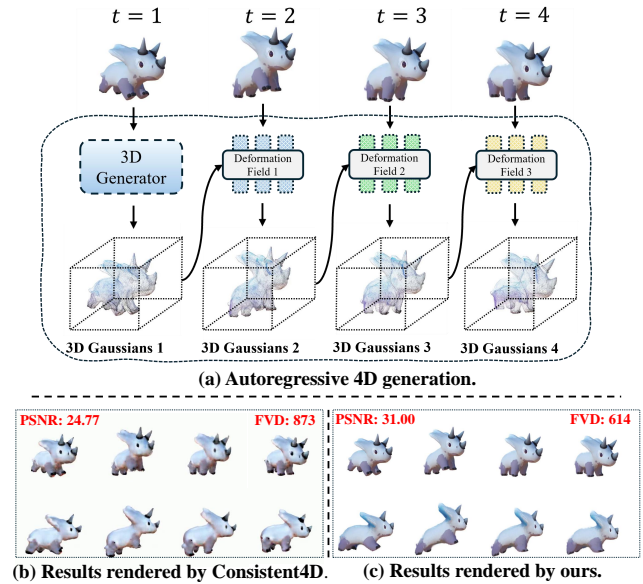 t = 1
t = 2
t = 3
t = 4
3D
Generator
Deformation
Field 1
Deformation
Field 2
Deformation
Field 3
3D Gaussians 1
3D Gaussians 2
3D Gaussians 3
3D Gaussians 4
(a) Autoregressive 4D generation.
PSNR: 24.77
FVD: 873
PSNR: 31.00
FVD: 614
(b) Results rendered by Consistent4D.
(c) Results rendered by ours.